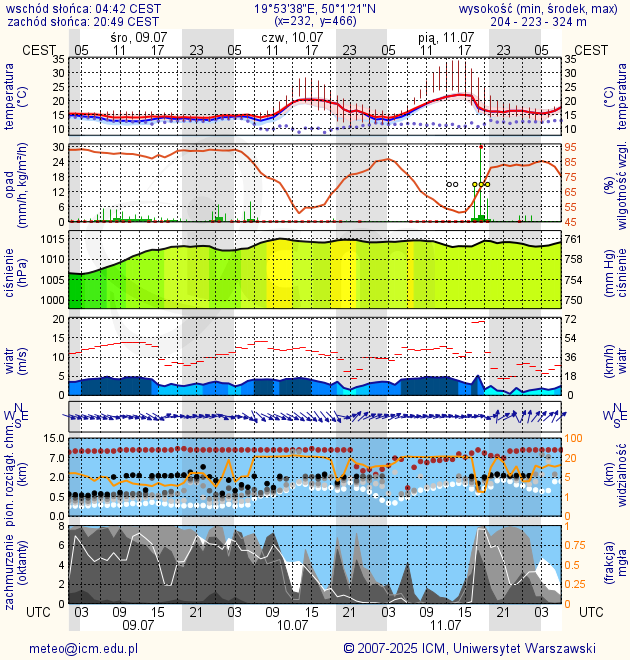 wschód słońca: 04:42 CEST 19°53'38"E, 50°1'21"N wysokość (min, środek, max)
zachód słońca: 20:49 CEST (x=232, y=466) 204 - 223 - 324 m
śro, 09.07 czw, 10.07 pią, 11.07
CEST 05 11 17 23 05 11 17 23 05 11 17 23 05 CEST
temperatura (°C) 35 30 25 20 15 10 35 30 25 20 15 10 temperatura (°C)
opad (mm/h, kg/m²/h) 30 24 18 12 6 0 95 85 75 65 55 45 (%) wilgotność wzgl.
ciśnienie (hPa) 1015 1010 1005 1000 761 758 754 750 (mm Hg) ciśnienie
wiatr (m/s) 20 15 10 5 0 72 54 36 18 0 (km/h) wiatr
N W E S N W E S
pion. rozciągł. chm. (km) 15.0 7.0 2.0 0.5 0.0 100 20 5 1 0 (km) widzialność
zachmurzenie (oktanty) 8 6 4 2 0 1 0.75 0.5 0.25 0 (frakcja) mgła
UTC 03 09 15 21 03 09 15 21 03 09 15 21 03 UTC
09.07 10.07 11.07
meteo@icm.edu.pl © 2007-2025 ICM, Uniwersytet Warszawski